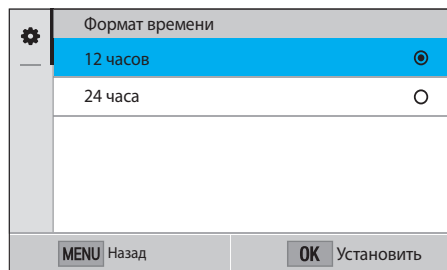 Формат времени
12 часов
24 часа
MENU Назад
OK Установить